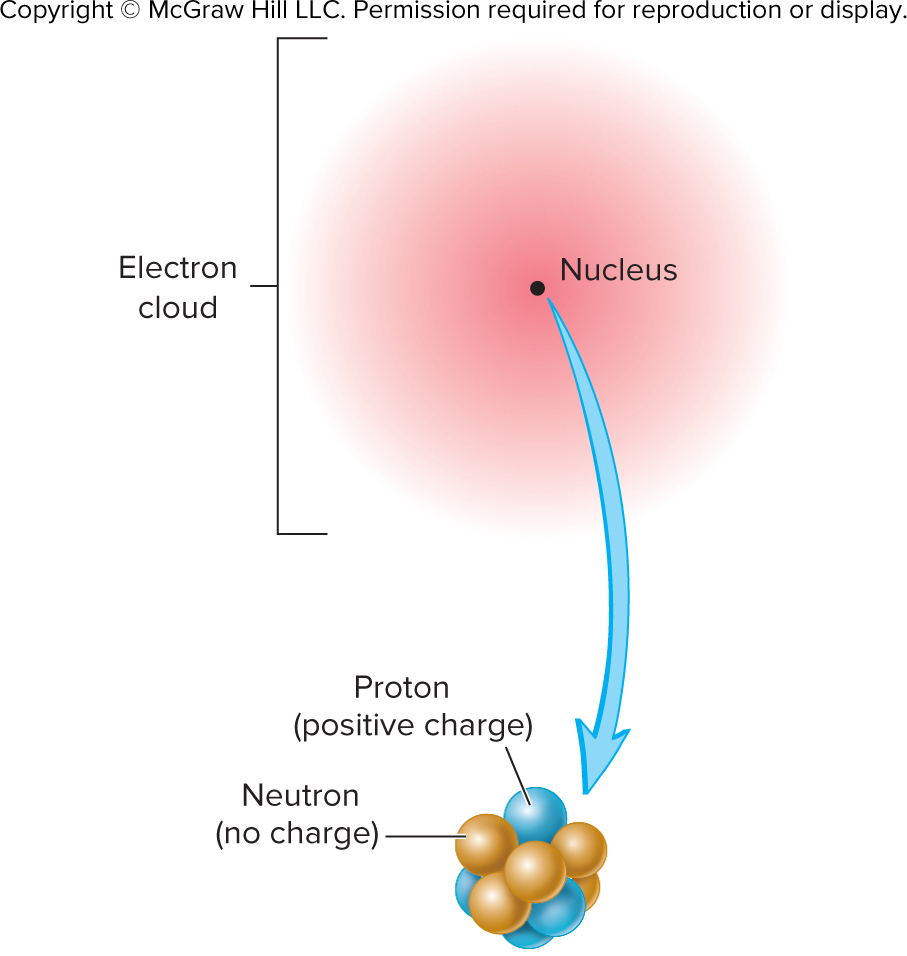 Copyright © McGraw Hill LLC. Permission required for reproduction or display.
Electron
cloud
Nucleus
Proton
(positive charge)
Neutron
(no charge)